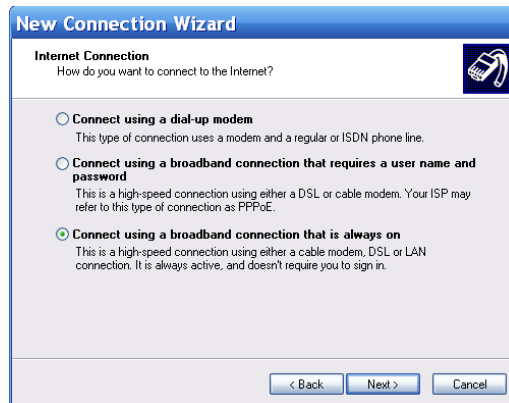 New Connection Wizard
Internet Connection
How do you want to connect to the Internet?
Connect using a dial-up modem
This type of connection uses a modem and a regular or ISDN phone line.
Connect using a broadband connection that requires a user name and
password
This is a high-speed connection using either a DSL or cable modem. Your ISP may
refer to this type of connection as PPPoE.
Connect using a broadband connection that is always on
This is a high-speed connection using either a cable modem, DSL or LAN
connection. It is always active, and doesn't require you to sign in.
< Back Next > Cancel